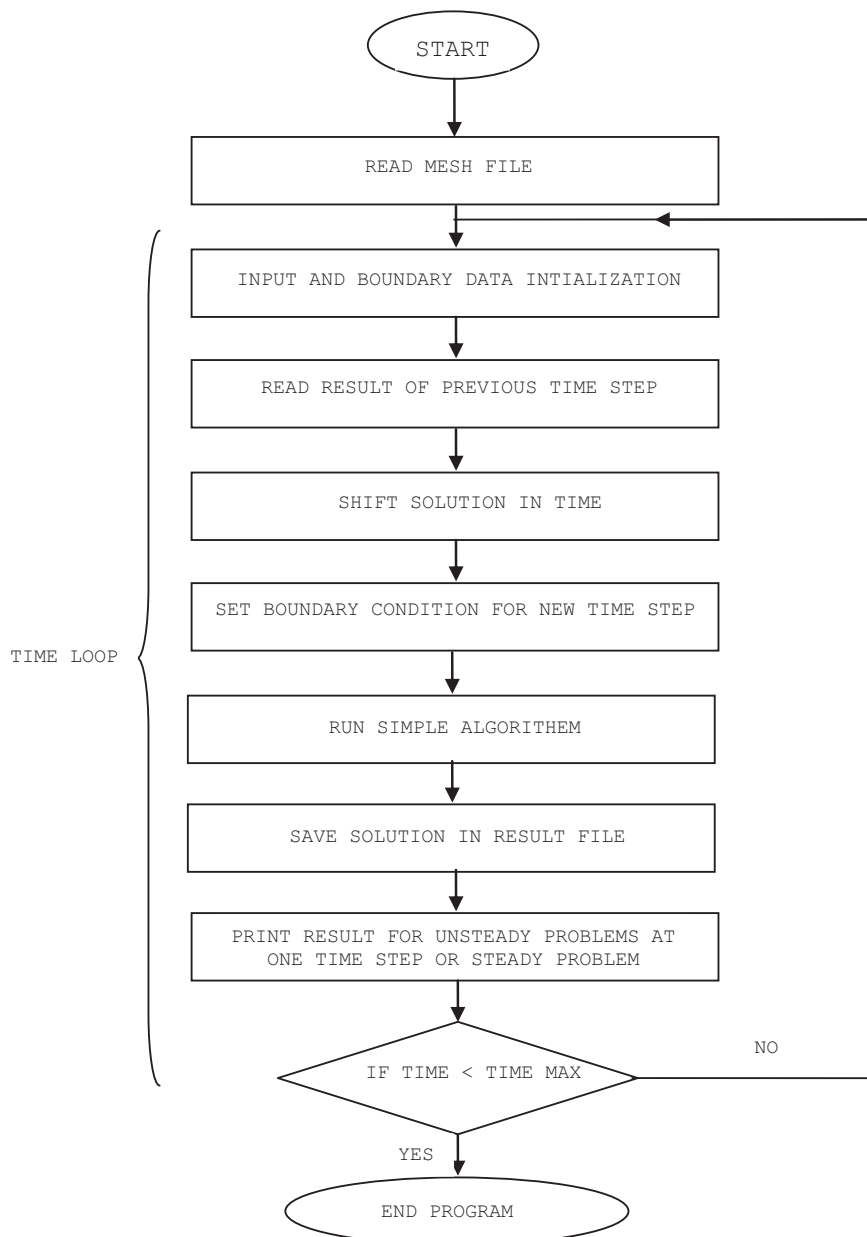 START
READ MESH FILE
INPUT AND BOUNDARY DATA INTIALIZATION
READ RESULT OF PREVIOUS TIME STEP
SHIFT SOLUTION IN TIME
SET BOUNDARY CONDITION FOR NEW TIME STEP
TIME LOOP
RUN SIMPLE ALGORITHEM
SAVE SOLUTION IN RESULT FILE
PRINT RESULT FOR UNSTEADY PROBLEMS AT
ONE TIME STEP OR STEADY PROBLEM
NO
IF TIME < TIME MAX
YES
END PROGRAM